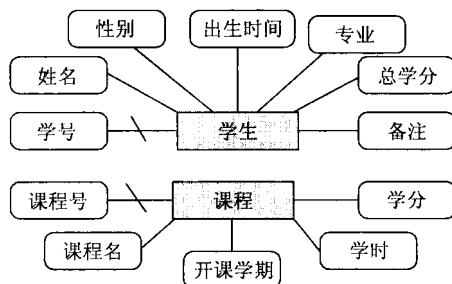 性别
出生时间
专业
姓名
总学分
学号
学生
备注
课程号
课程
学分
课程名
开课学期
学时